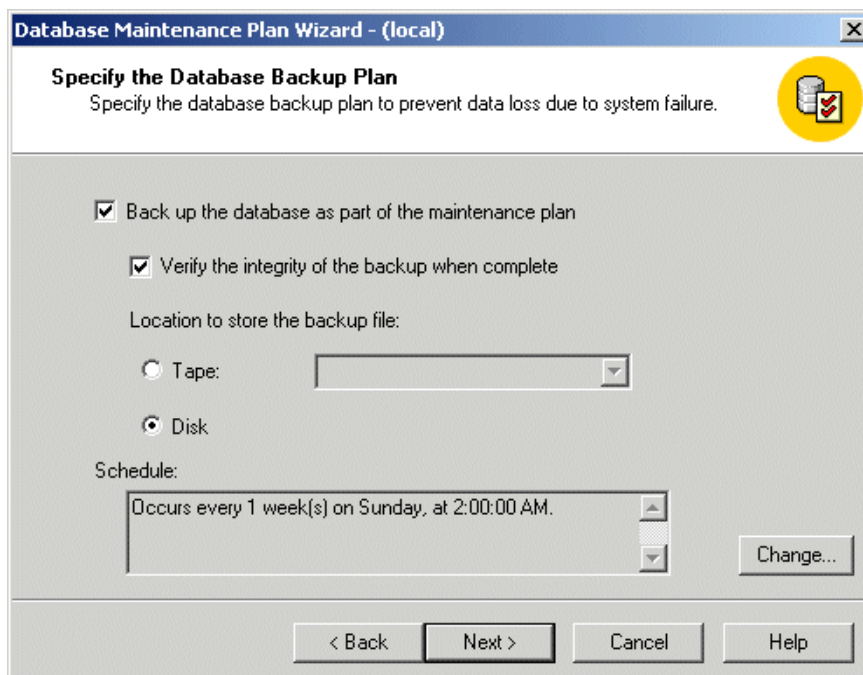 Database Maintenance Plan Wizard - (local)
Specify the Database Backup Plan
Specify the database backup plan to prevent data loss due to system failure.
Back up the database as part of the maintenance plan
Verify the integrity of the backup when complete
Location to store the backup file:
Tape:
Disk
Schedule:
Occurs every 1 week(s) on Sunday, at 2:00:00 AM.
Change...
< Back
Next >
Cancel
Help